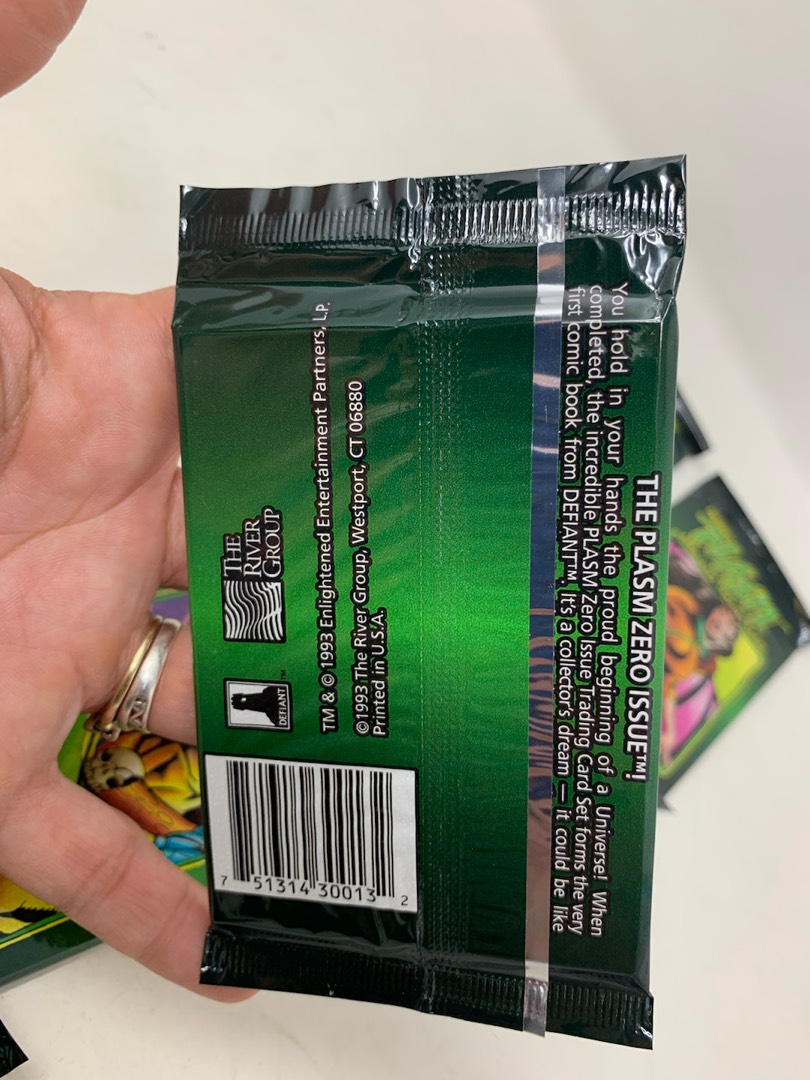 THE PLASM ZERO ISSUE™!
You hold in your hands the proud beginning of a Universe! When
completed, the incredible PLASM Zero Issue Trading Card Set forms the very
first comic book from DEFIANT™. It's a collector's dream — it could be like
THE
RIVER
GROUP
DEFIANT™
TM & © 1993 Enlightened Entertainment Partners, L.P.
©1993 The River Group, Westport, CT 06880
Printed in U.S.A.
7 51314 30013 2